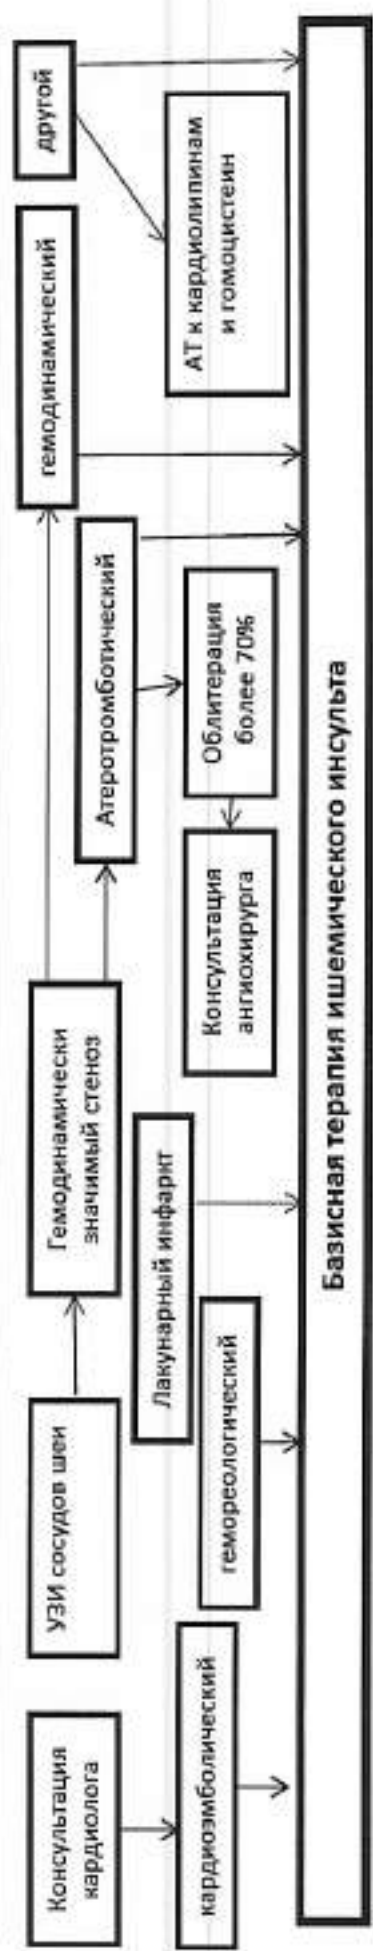 Консультация
кардиолога
УЗИ сосудов шеи
Гемодинамически
значимый стеноз
гемодинамический
другой
Атеротромботический
Лакунарный инфаркт
кардиоэмболический
гемореологический
Консультация
ангиохирурга
Облитерация
более 70%
АТ к кардиолипинам
и гомоцистеин
Базисная терапия ишемического инсульта